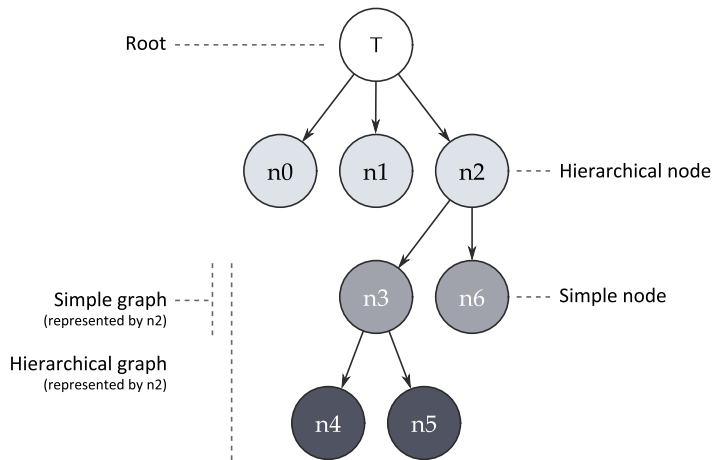 Root
T
n0
n1
n2
Hierarchical node
Simple graph
(represented by n2)
n3
n6
Simple node
Hierarchical graph
(represented by n2)
n4
n5